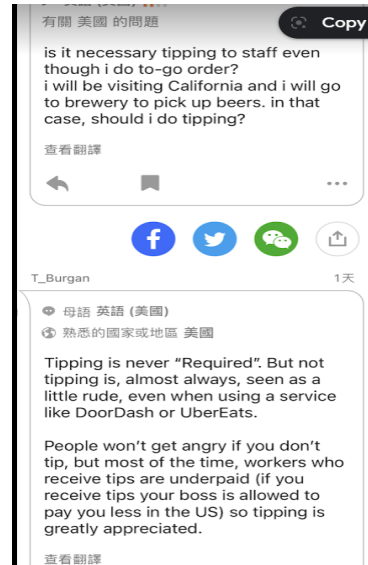 有關 美國 的問題
Copy
is it necessary tipping to staff even
though i do to-go order?
i will be visiting California and i will go
to brewery to pick up beers. in that
case, should i do tipping?
查看翻譯
T_Burgan
1天
母語 英語 (美國)
熟悉的國家或地區 美國
Tipping is never “Required”. But not
tipping is, almost always, seen as a
little rude, even when using a service
like DoorDash or UberEats.
People won’t get angry if you don’t
tip, but most of the time, workers who
receive tips are underpaid (if you
receive tips your boss is allowed to
pay you less in the US) so tipping is
greatly appreciated.
查看翻譯